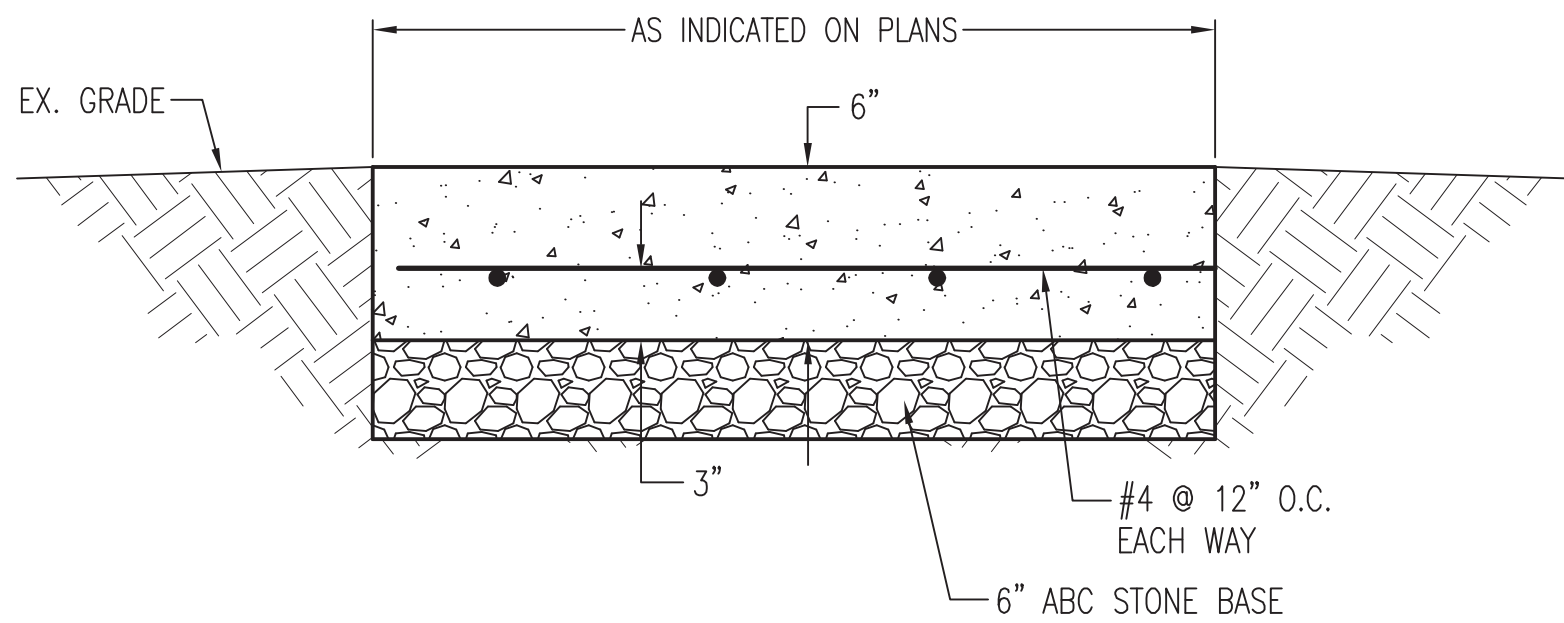 AS INDICATED ON PLANS
EX. GRADE
6”
3”
#4 @ 12” O.C.
EACH WAY
6” ABC STONE BASE